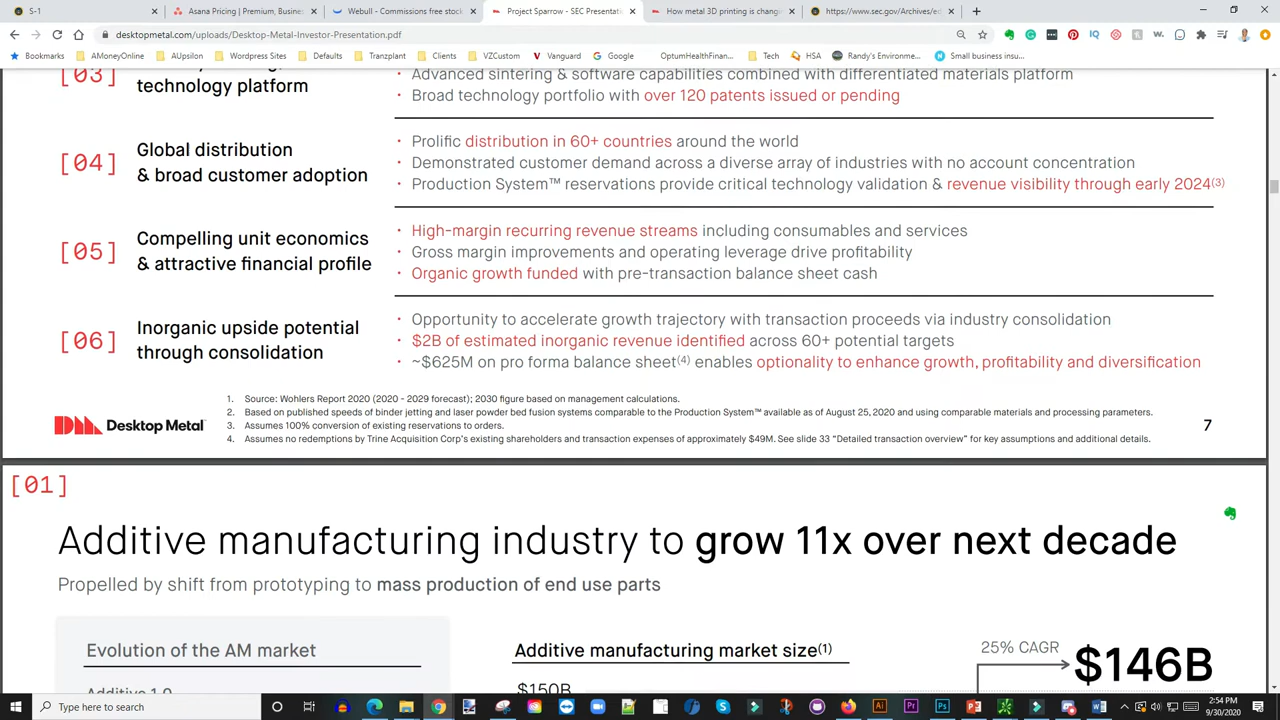 S-1
Asana Pricing | Premium, Busine
Webull - Commissions free stock
Project Sparrow - SEC Presentati
How metal 3D printing is changin
https://www.sec.gov/Archives/ed
desktopmetal.com/uploads/Desktop-Metal-Investor-Presentation.pdf
Bookmarks
AMoneyOnline
AUpsilon
Wordpress Sites
Defaults
Tranzplant
Clients
VZCustom
Vanguard
Google
OptumHealthFinan...
Tech
HSA
Randy's Environme...
Small business insu...
[03]
technology platform
• Advanced sintering & software capabilities combined with differentiated materials platform
• Broad technology portfolio with over 120 patents issued or pending
[04]
Global distribution
& broad customer adoption
• Prolific distribution in 60+ countries around the world
• Demonstrated customer demand across a diverse array of industries with no account concentration
• Production System™ reservations provide critical technology validation & revenue visibility through early 2024(3)
[05]
Compelling unit economics
& attractive financial profile
• High-margin recurring revenue streams including consumables and services
• Gross margin improvements and operating leverage drive profitability
• Organic growth funded with pre-transaction balance sheet cash
[06]
Inorganic upside potential
through consolidation
• Opportunity to accelerate growth trajectory with transaction proceeds via industry consolidation
• $2B of estimated inorganic revenue identified across 60+ potential targets
• ~$625M on pro forma balance sheet(4) enables optionality to enhance growth, profitability and diversification
Desktop Metal
1. Source: Wohlers Report 2020 (2020 - 2029 forecast); 2030 figure based on management calculations.
2. Based on published speeds of binder jetting and laser powder bed fusion systems comparable to the Production System™ available as of August 25, 2020 and using comparable materials and processing parameters.
3. Assumes 100% conversion of existing reservations to orders.
4. Assumes no redemptions by Trine Acquisition Corp's existing shareholders and transaction expenses of approximately $49M. See slide 33 "Detailed transaction overview" for key assumptions and additional details.
7
[01]
Additive manufacturing industry to grow 11x over next decade
Propelled by shift from prototyping to mass production of end use parts
Evolution of the AM market
Additive 1.0
Additive manufacturing market size(1)
$150B
25% CAGR
$146B
Type here to search
2:54 PM
9/30/2020